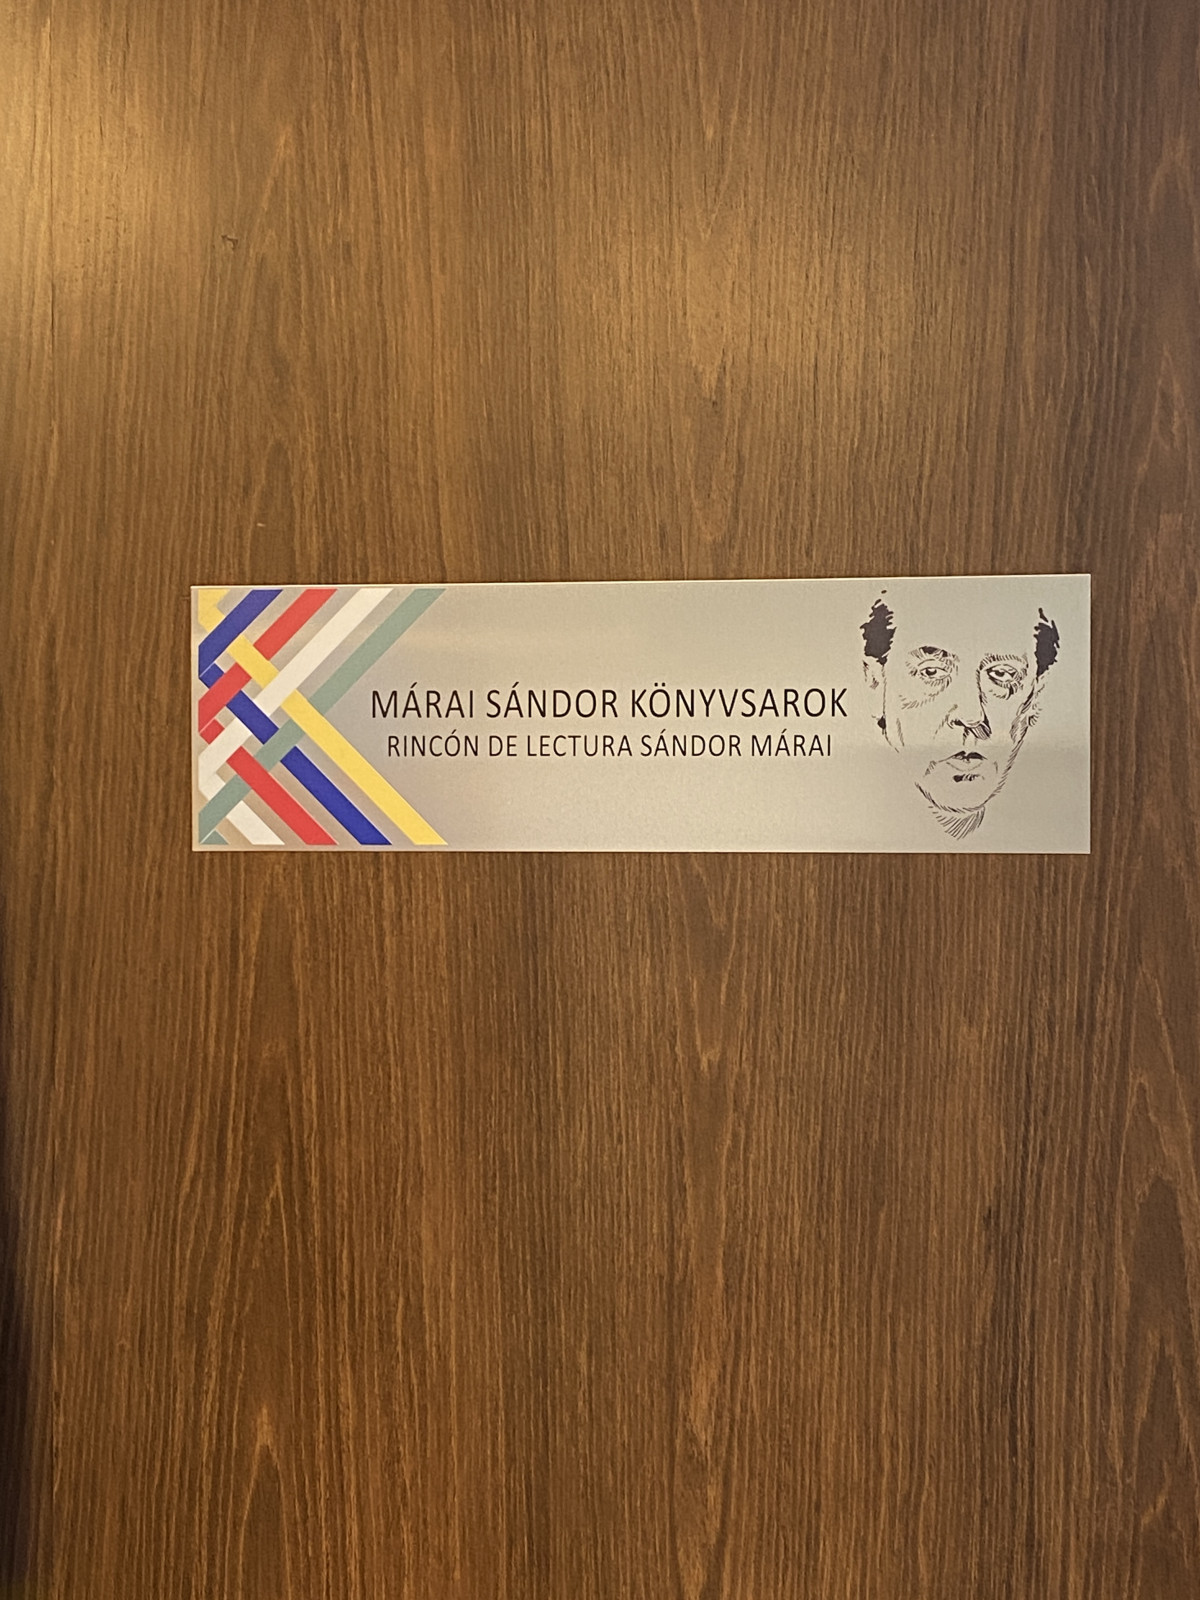 MÁRAI SÁNDOR KÖNYVSAROK
RINCÓN DE LECTURA SÁNDOR MÁRAI